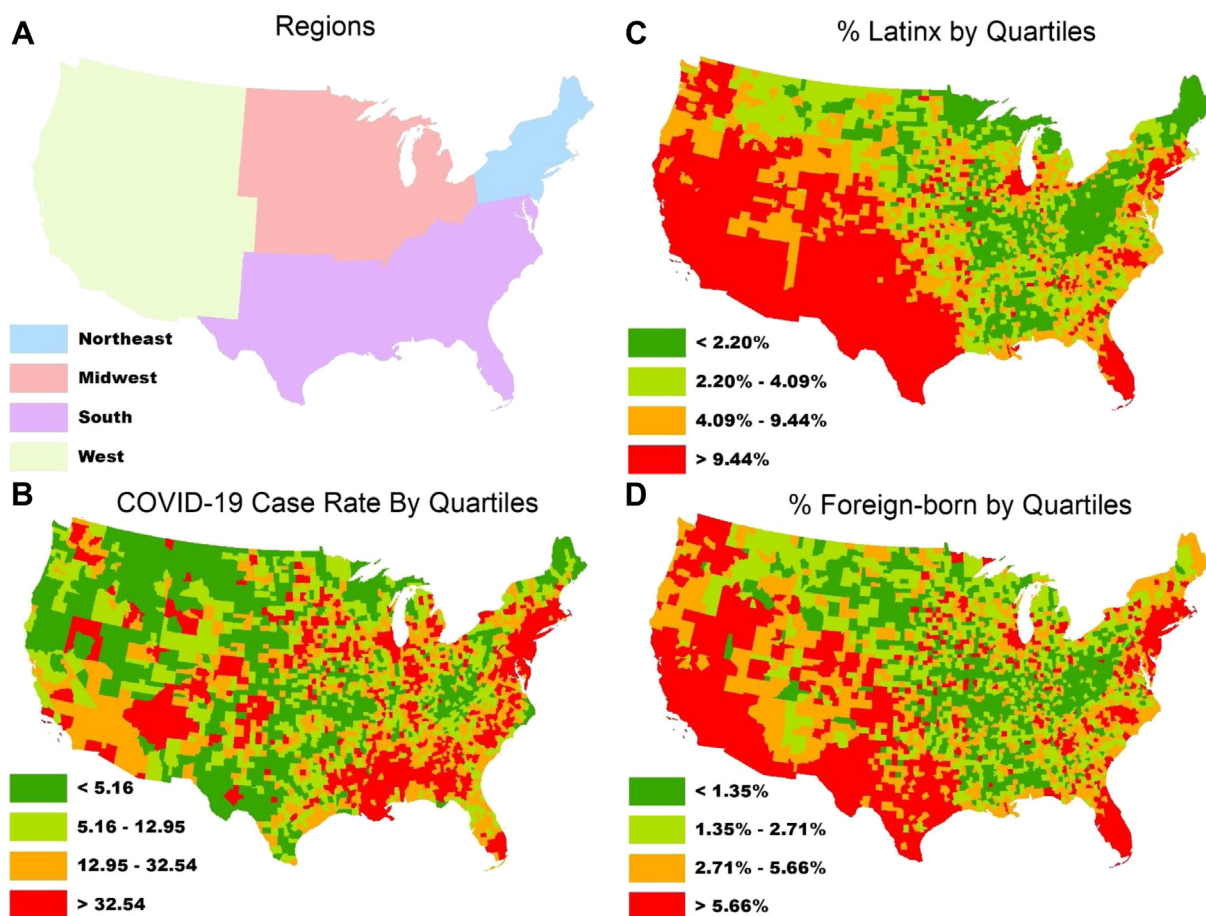 A
Regions
Northeast
Midwest
South
West
B
COVID-19 Case Rate By Quartiles
< 5.16
5.16 - 12.95
12.95 - 32.54
> 32.54
C
% Latinx by Quartiles
< 2.20%
2.20% - 4.09%
4.09% - 9.44%
> 9.44%
D
% Foreign-born by Quartiles
< 1.35%
1.35% - 2.71%
2.71% - 5.66%
> 5.66%